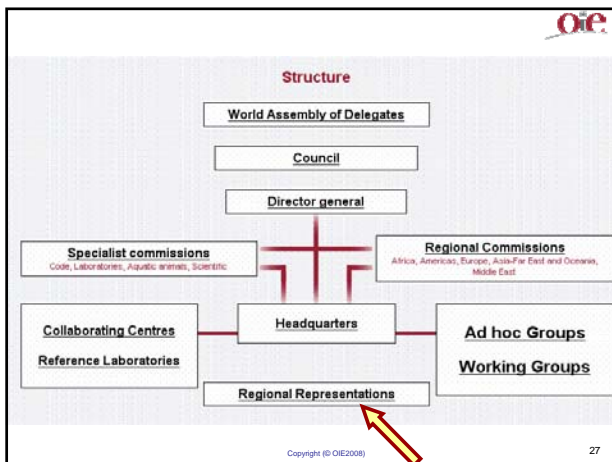 oie
Structure
World Assembly of Delegates
Council
Director general
Specialist commissions
Code, Laboratories, Aquatic animals, Scientific
Regional Commissions
Africa, Americas, Europe, Asia-Far East and Oceania,
Middle East
Collaborating Centres
Reference Laboratories
Headquarters
Ad hoc Groups
Working Groups
Regional Representations
Copyright (© OIE2008)
27